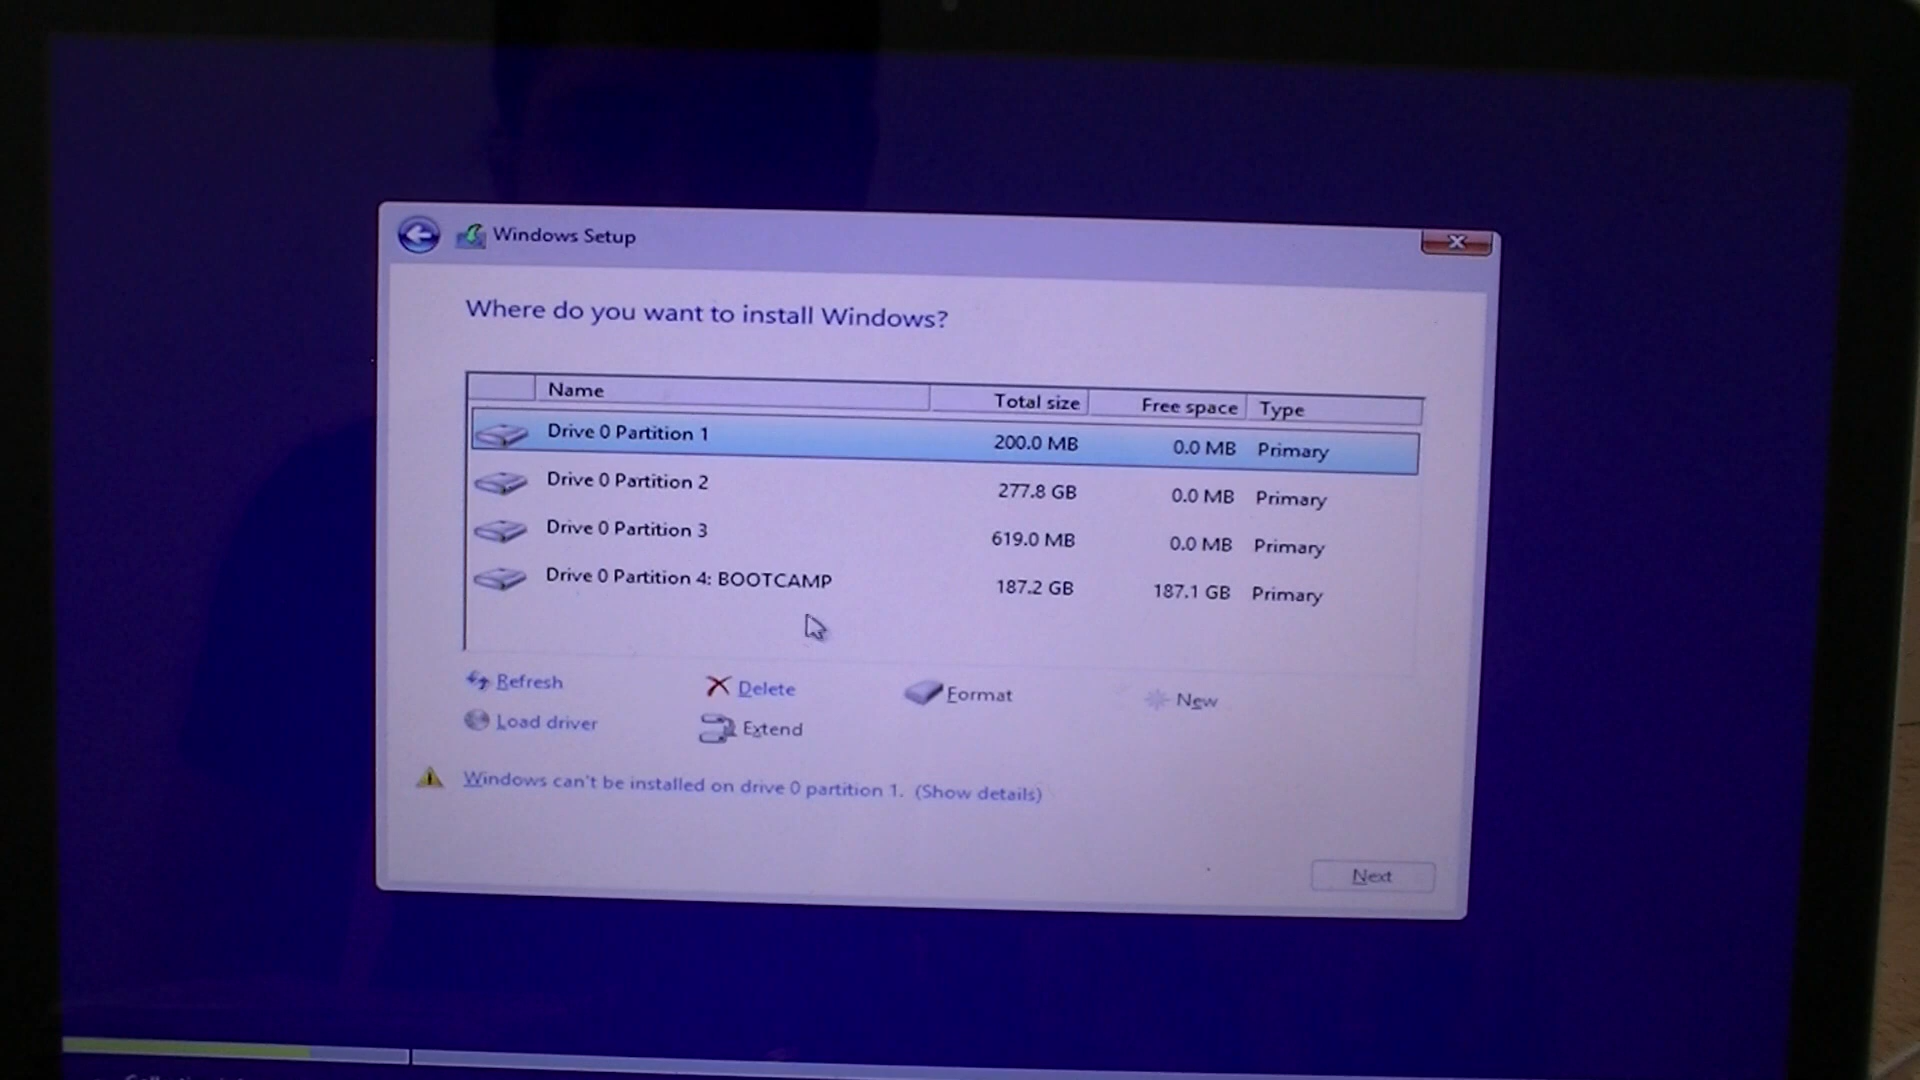 Windows Setup
Where do you want to install Windows?
Name Total size Free space Type
Drive 0 Partition 1 200.0 MB 0.0 MB Primary
Drive 0 Partition 2 277.8 GB 0.0 MB Primary
Drive 0 Partition 3 619.0 MB 0.0 MB Primary
Drive 0 Partition 4: BOOTCAMP 187.2 GB 187.1 GB Primary
Refresh Delete Format New
Load driver Extend
Windows can't be installed on drive 0 partition 1. (Show details)
Next